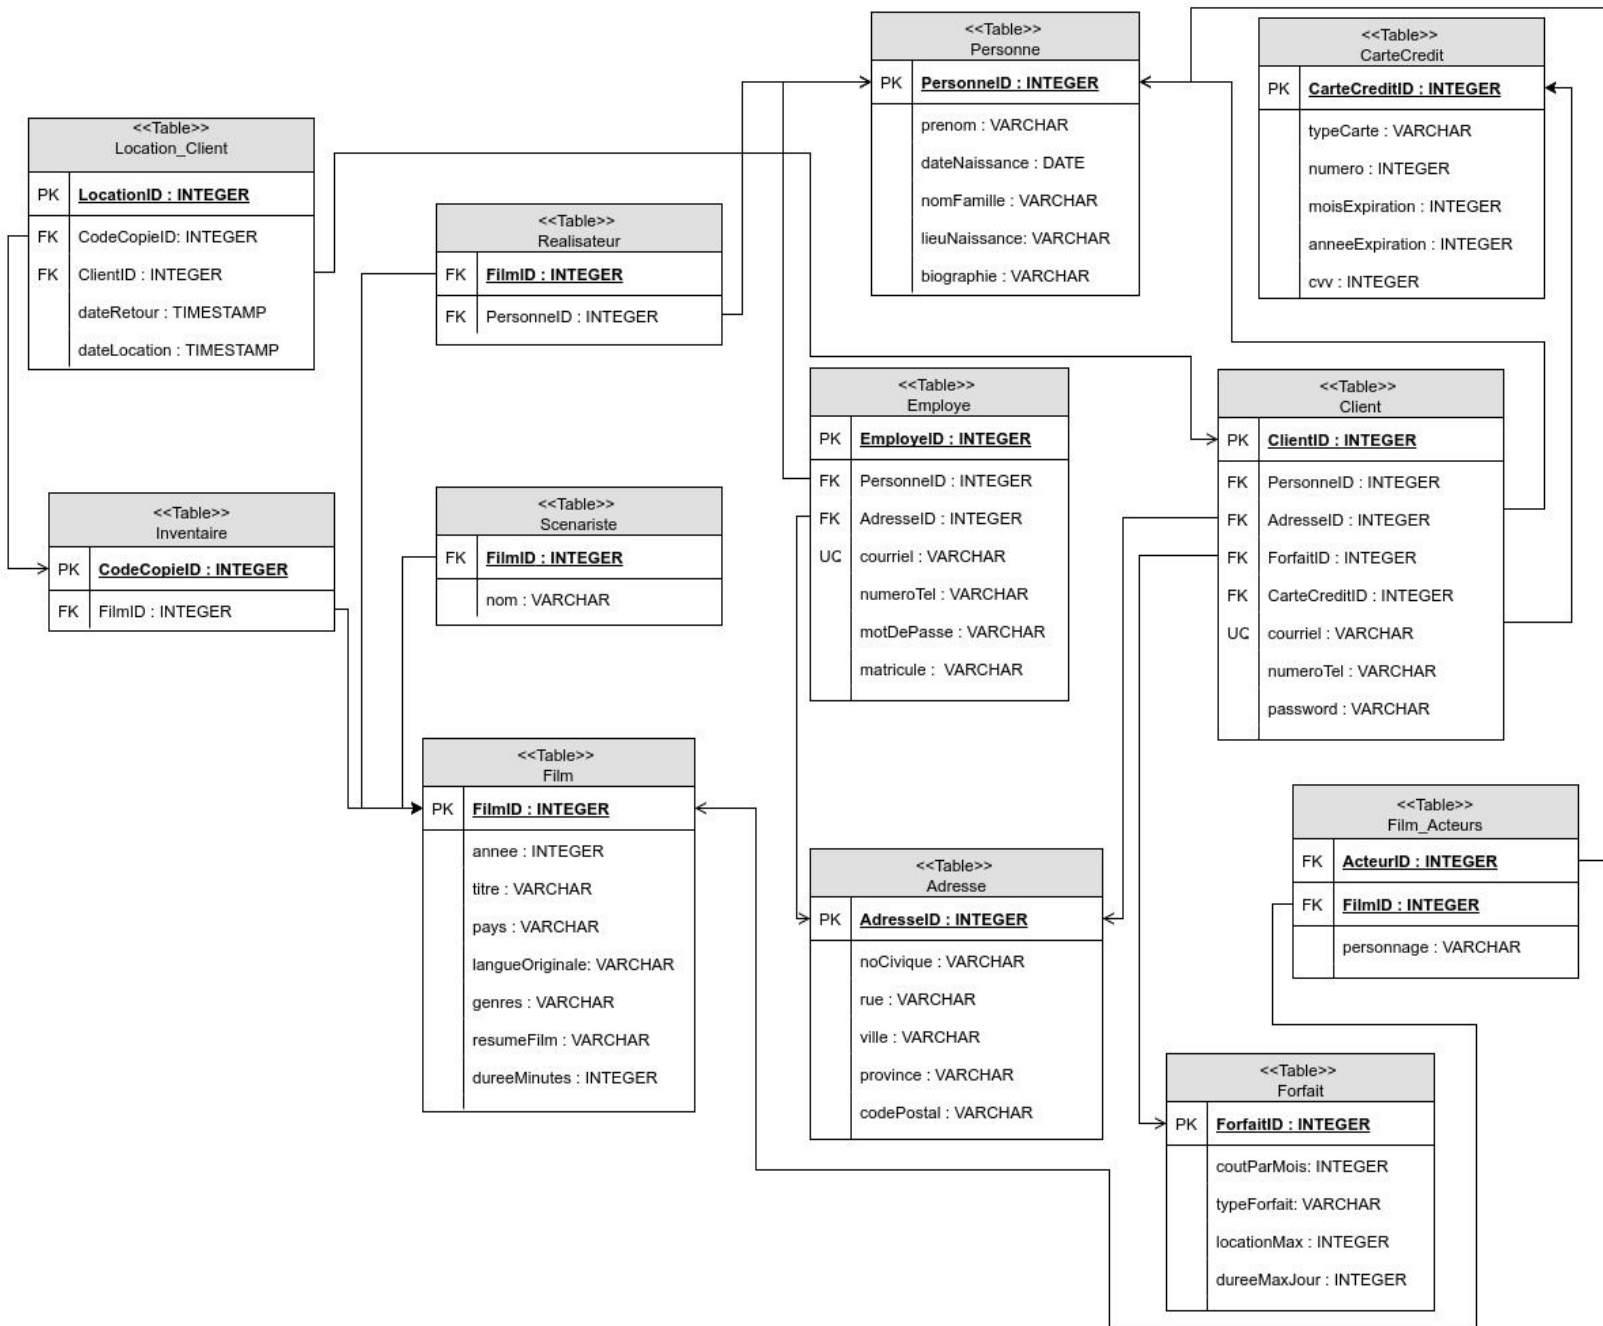 <<Table>>
Personne
PK PersonneID : INTEGER
prenom : VARCHAR
dateNaissance : DATE
nomFamille : VARCHAR
lieuNaissance: VARCHAR
biographie : VARCHAR
<<Table>>
CarteCredit
PK CarteCreditID : INTEGER
typeCarte : VARCHAR
numero : INTEGER
moisExpiration : INTEGER
anneeExpiration : INTEGER
cvv : INTEGER
<<Table>>
Location_Client
PK LocationID : INTEGER
FK CodeCopieID: INTEGER
FK ClientID : INTEGER
dateRetour : TIMESTAMP
dateLocation : TIMESTAMP
<<Table>>
Realisateur
FK FilmID : INTEGER
FK PersonneID : INTEGER
<<Table>>
Employe
PK EmployeID : INTEGER
FK PersonneID : INTEGER
FK AdresseID : INTEGER
UC courriel : VARCHAR
numeroTel : VARCHAR
motDePasse : VARCHAR
matricule : VARCHAR
<<Table>>
Client
PK ClientID : INTEGER
FK PersonneID : INTEGER
FK AdresseID : INTEGER
FK ForfaitID : INTEGER
FK CarteCreditID : INTEGER
UC courriel : VARCHAR
numeroTel : VARCHAR
password : VARCHAR
<<Table>>
Inventaire
PK CodeCopieID : INTEGER
FK FilmID : INTEGER
<<Table>>
Scenariste
FK FilmID : INTEGER
nom : VARCHAR
<<Table>>
Film
PK FilmID : INTEGER
annee : INTEGER
titre : VARCHAR
pays : VARCHAR
langueOriginale: VARCHAR
genres : VARCHAR
resumeFilm : VARCHAR
dureeMinutes : INTEGER
<<Table>>
Adresse
PK AdresseID : INTEGER
noCivique : VARCHAR
rue : VARCHAR
ville : VARCHAR
province : VARCHAR
codePostal : VARCHAR
<<Table>>
Film_Acteurs
FK ActeurID : INTEGER
FK FilmID : INTEGER
personnage : VARCHAR
<<Table>>
Forfait
PK ForfaitID : INTEGER
coutParMois: INTEGER
typeForfait: VARCHAR
locationMax : INTEGER
dureeMaxJour : INTEGER